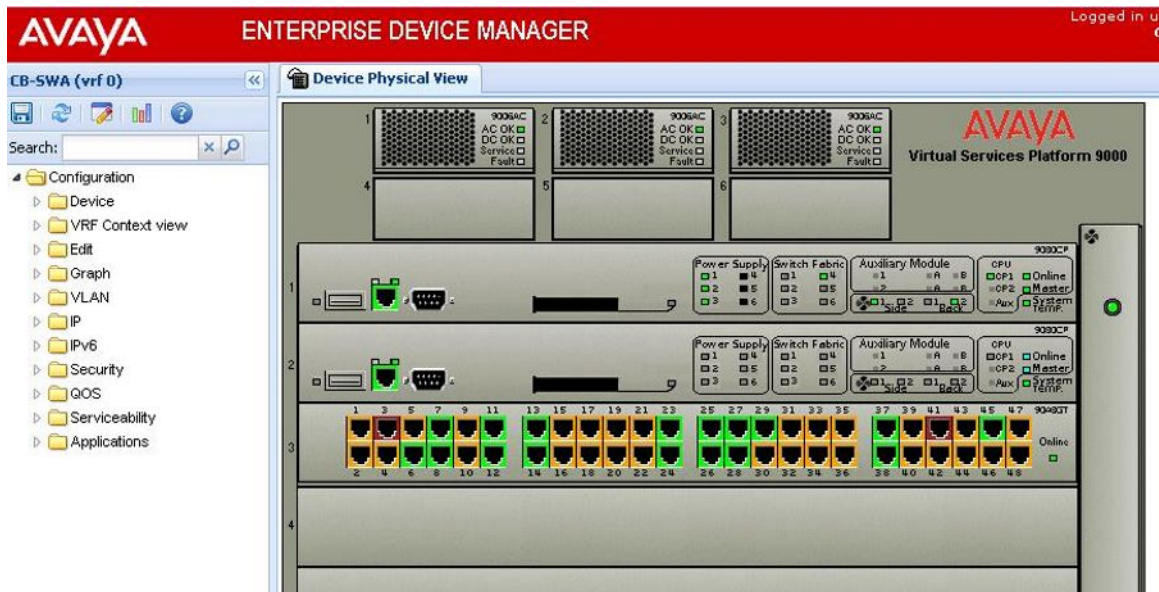 AVAYA ENTERPRISE DEVICE MANAGER
Logged in u
CB-SWA (vrf 0)
Device Physical View
Search:
Configuration
Device
VRF Context view
Edit
Graph
VLAN
IP
IPv6
Security
QOS
Serviceability
Applications
1 9006AC
AC OK
DC OK
Service
Fault
2 9006AC
AC OK
DC OK
Service
Fault
3 9006AC
AC OK
DC OK
Service
Fault
AVAYA
Virtual Services Platform 9000
4 5 6
9080CP
1
Power Supply Switch Fabric Auxiliary Module CPU
1 4 1 4 1 A B CP1 Online
2 5 2 5 2 A B CP2 Master
3 6 3 6 1 2 1 2 Aux System
Side Back Temp.
9080CP
2
Power Supply Switch Fabric Auxiliary Module CPU
1 4 1 4 1 A B CP1 Online
2 5 2 5 2 A B CP2 Master
3 6 3 6 1 2 1 2 Aux System
Side Back Temp.
1 3 5 7 9 11 13 15 17 19 21 23 25 27 29 31 33 35 37 39 41 43 45 47 9048GT
3 Online
2 4 6 8 10 12 14 16 18 20 22 24 26 28 30 32 34 36 38 40 42 44 46 48
4